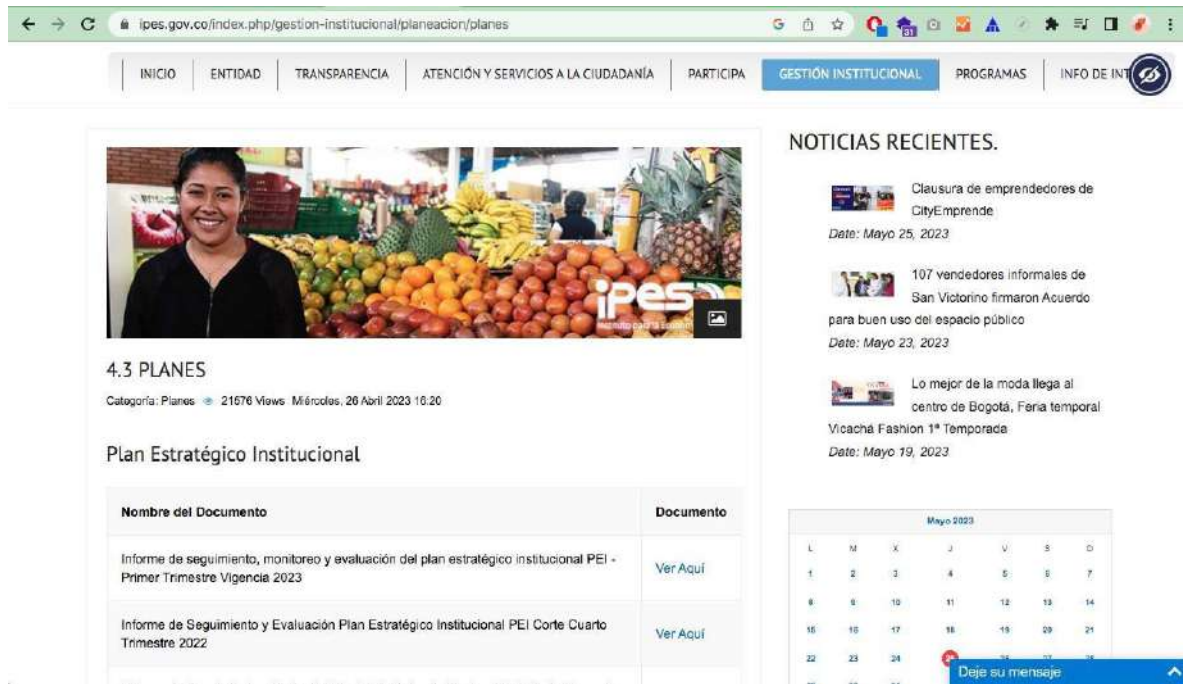 ipes.gov.co/index.php/gestion-institucional/planeacion/planes
31
INICIO
ENTIDAD
TRANSPARENCIA
ATENCIÓN Y SERVICIOS A LA CIUDADANÍA
PARTICIPA
GESTIÓN INSTITUCIONAL
PROGRAMAS
INFO DE INT
ipes
4.3 PLANES
Categoría: Planes 21576 Views Miércoles, 26 Abril 2023 16:20
Plan Estratégico Institucional
Nombre del Documento Documento
Informe de seguimiento, monitoreo y evaluación del plan estratégico institucional PEI -
Primer Trimestre Vigencia 2023
Ver Aquí
Informe de Seguimiento y Evaluación Plan Estratégico Institucional PEI Corte Cuarto
Trimestre 2022
Ver Aquí
NOTICIAS RECIENTES.
Clausura de emprendedores de
CityEmprende
Date: Mayo 25, 2023
107 vendedores informales de
San Victorino firmaron Acuerdo
para buen uso del espacio público
Date: Mayo 23, 2023
Lo mejor de la moda llega al
centro de Bogotá, Feria temporal
Vicachá Fashion 1ª Temporada
Date: Mayo 19, 2023
Mayo 2023
L M X J V S D
1 2 3 4 5 6 7
8 9 10 11 12 13 14
15 16 17 18 19 20 21
22 23 24
Deje su mensaje